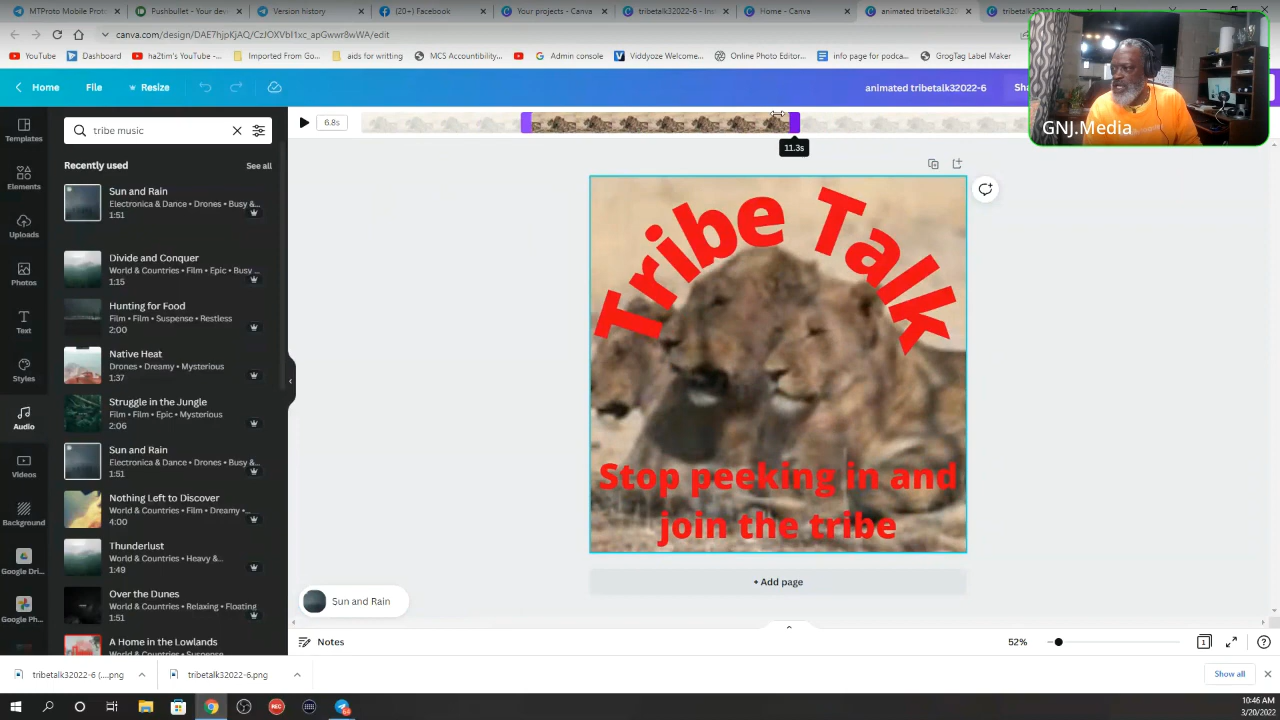 MTProto Mobile Proto
Pushbullet - Your dev
Version history
(20+) Facebook
Your projects - Canva
tribetalk32022-6 - Ins
Home - Canva
animated tribetalk32
canva.com/design/DAE7hjpKjAQ/CzJOXVbI1xc_apGwwr8wWA/edit
YouTube
Dashboard
ha2tim's YouTube -...
Imported From Goo...
aids for writting
MCS Accountibility...
Viddyoze Welcome...
Online Photo Editor...
info page for podca...
GrogTag Label Maker
Home
File
Resize
animated tribetalk32022-6
Sha
GNJ.Media
6.8s
11.3s
Templates
Elements
Uploads
Photos
Text
Styles
Audio
Videos
Background
Google Dri...
Google Ph...
tribe music
Recently used
See all
Sun and Rain
Electronica & Dance • Drones • Busy &...
1:51
Divide and Conquer
World & Countries • Film • Epic • Busy ...
1:15
Hunting for Food
Film • Film • Suspense • Restless
2:00
Native Heat
Drones • Dreamy • Mysterious
1:37
Struggle in the Jungle
Film • Film • Epic • Mysterious
2:06
Sun and Rain
Electronica & Dance • Drones • Busy &...
1:51
Nothing Left to Discover
World & Countries • Film • Dreamy •...
4:00
Thunderlust
World & Countries • Heavy &...
1:49
Over the Dunes
World & Countries • Relaxing • Floating
1:51
A Home in the Lowlands
World & Countries • Suspense
Tribe Talk
Stop peeking in and
join the tribe
+ Add page
Sun and Rain
Notes
52%
1
tribetalk32022-6 (....png
tribetalk32022-6.png
Show all
REC
10:46 AM
3/20/2022